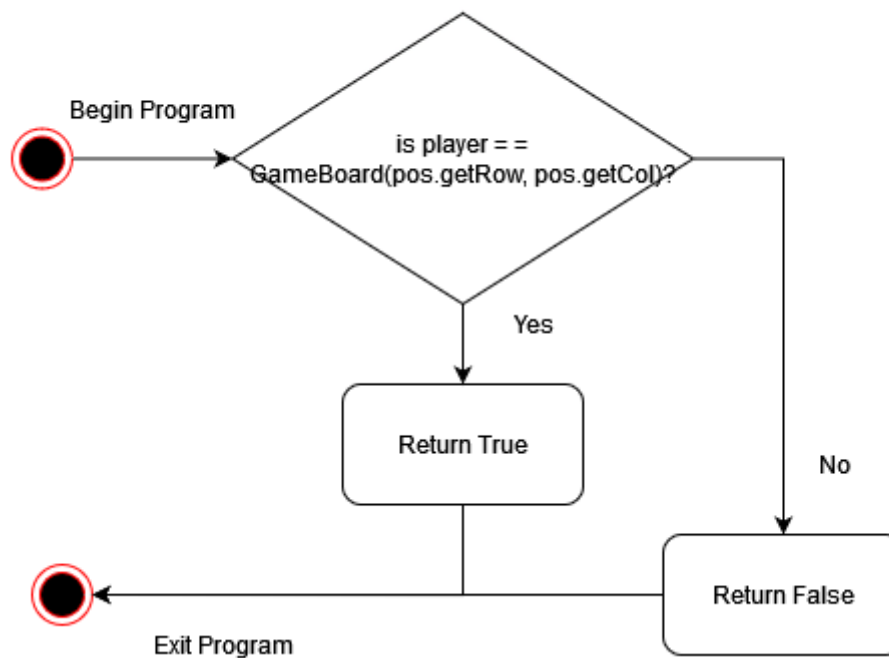 Begin Program
is player = =
GameBoard(pos.getRow, pos.getCol)?
Yes
Return True
No
Return False
Exit Program